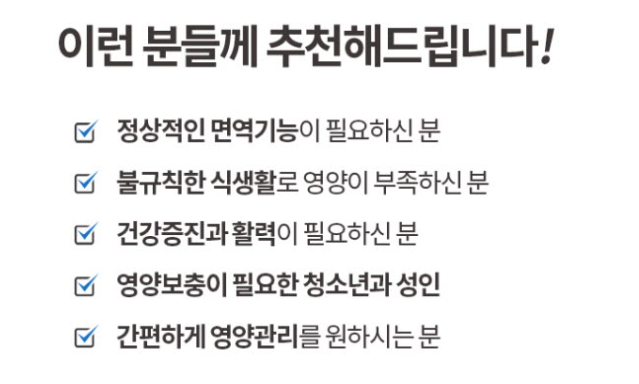 이런 분들께 추천해드립니다!
정상적인 면역기능이 필요하신 분
불규칙한 식생활로 영양이 부족하신 분
건강증진과 활력이 필요하신 분
영양보충이 필요한 청소년과 성인
간편하게 영양관리를 원하시는 분